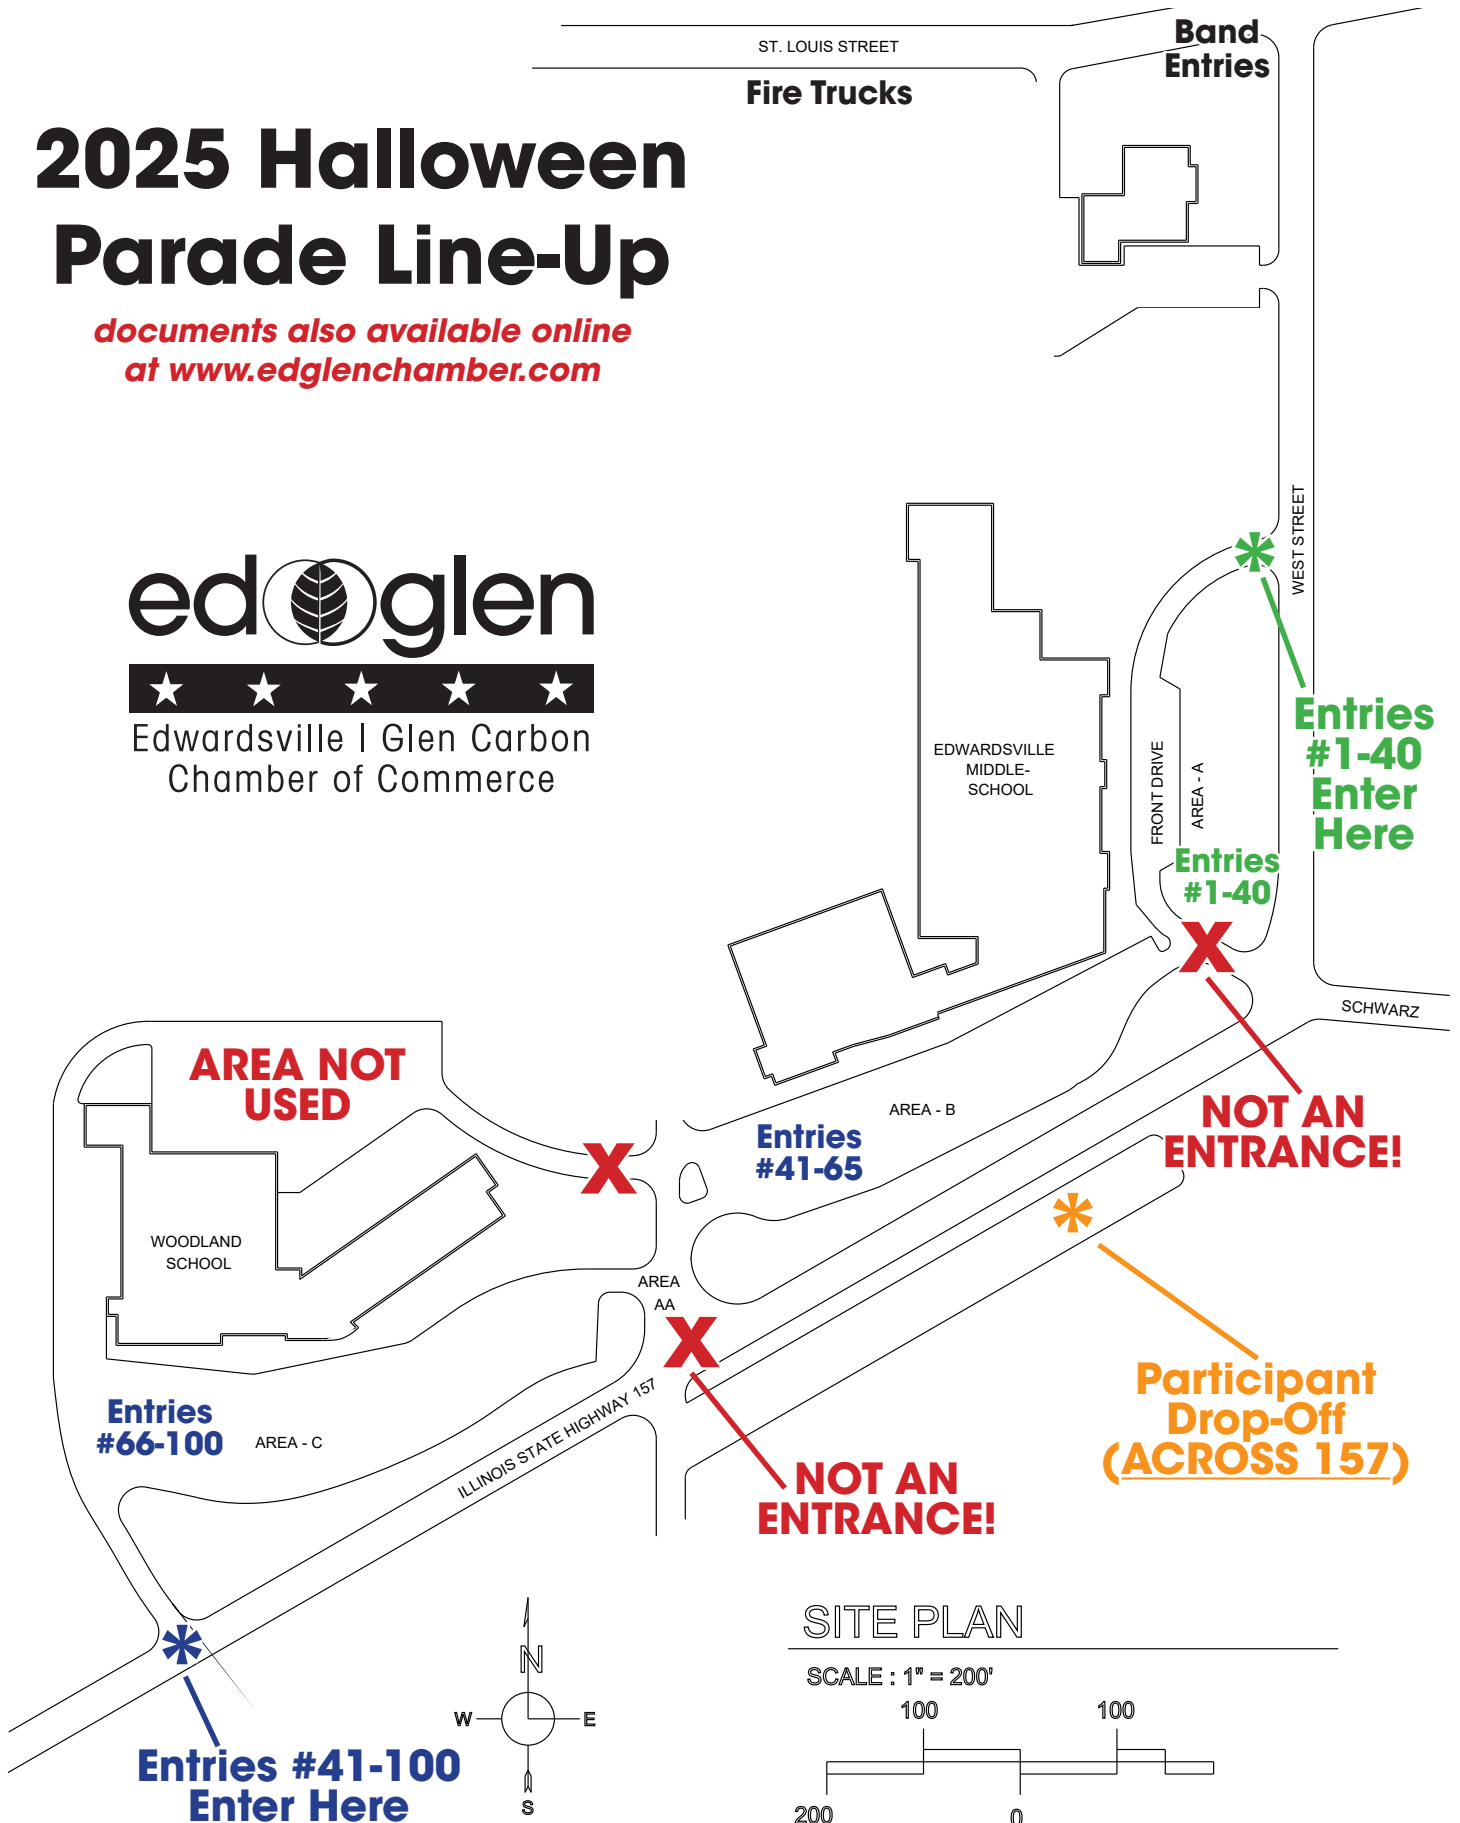 ST. LOUIS STREET
Band
Entries
Fire Trucks
2025 Halloween
Parade Line-Up
documents also available online
at www.edglenchamber.com
ed glen
Edwardsville | Glen Carbon
Chamber of Commerce
WEST STREET
Entries
#1-40
Enter
Here
EDWARDSVILLE
MIDDLE-
SCHOOL
FRONT DRIVE
AREA - A
Entries
#1-40
X
SCHWARZ
NOT AN
ENTRANCE!
AREA NOT
USED
X
AREA - B
Entries
#41-65
WOODLAND
SCHOOL
AREA
AA
X
Participant
Drop-Off
(ACROSS 157)
Entries
#66-100
AREA - C
ILLINOIS STATE HIGHWAY 157
NOT AN
ENTRANCE!
Entries #41-100
Enter Here
N
W
E
S
SITE PLAN
SCALE : 1" = 200'
100
100
200
0